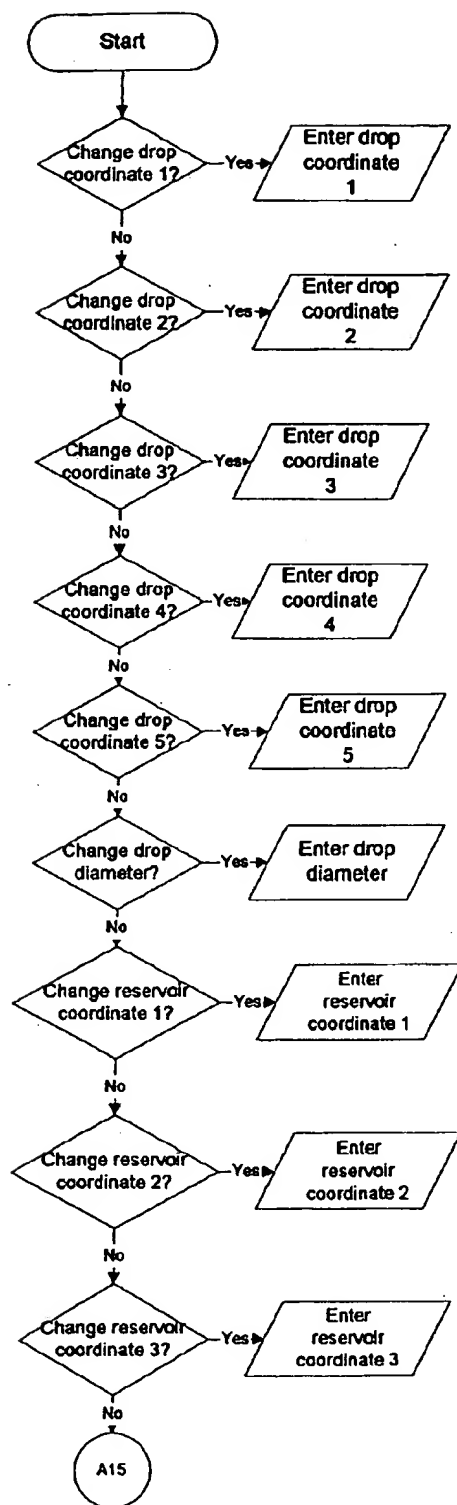 Start
Change drop
coordinate 1?
Yes
Enter drop
coordinate
1
No
Change drop
coordinate 2?
Yes
Enter drop
coordinate
2
No
Change drop
coordinate 3?
Yes
Enter drop
coordinate
3
No
Change drop
coordinate 4?
Yes
Enter drop
coordinate
4
No
Change drop
coordinate 5?
Yes
Enter drop
coordinate
5
No
Change drop
diameter?
Yes
Enter drop
diameter
No
Change reservoir
coordinate 1?
Yes
Enter
reservoir
coordinate 1
No
Change reservoir
coordinate 2?
Yes
Enter
reservoir
coordinate 2
No
Change reservoir
coordinate 3?
Yes
Enter
reservoir
coordinate 3
No
A15